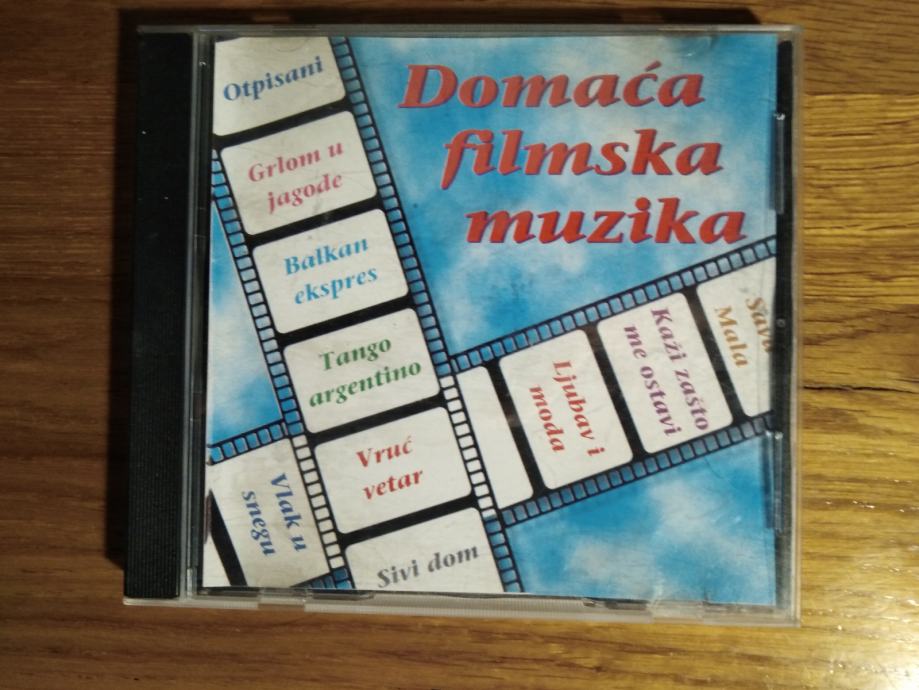 Domaća
filmska
muzika
Otpisani
Grlom u
jagode
Balkan
ekspres
Tango
argentino
Vruć
vetar
Sivi dom
Vlak u
snegu
Ljubav i
moda
Kaži zašto
me ostavi
Sava
Mala